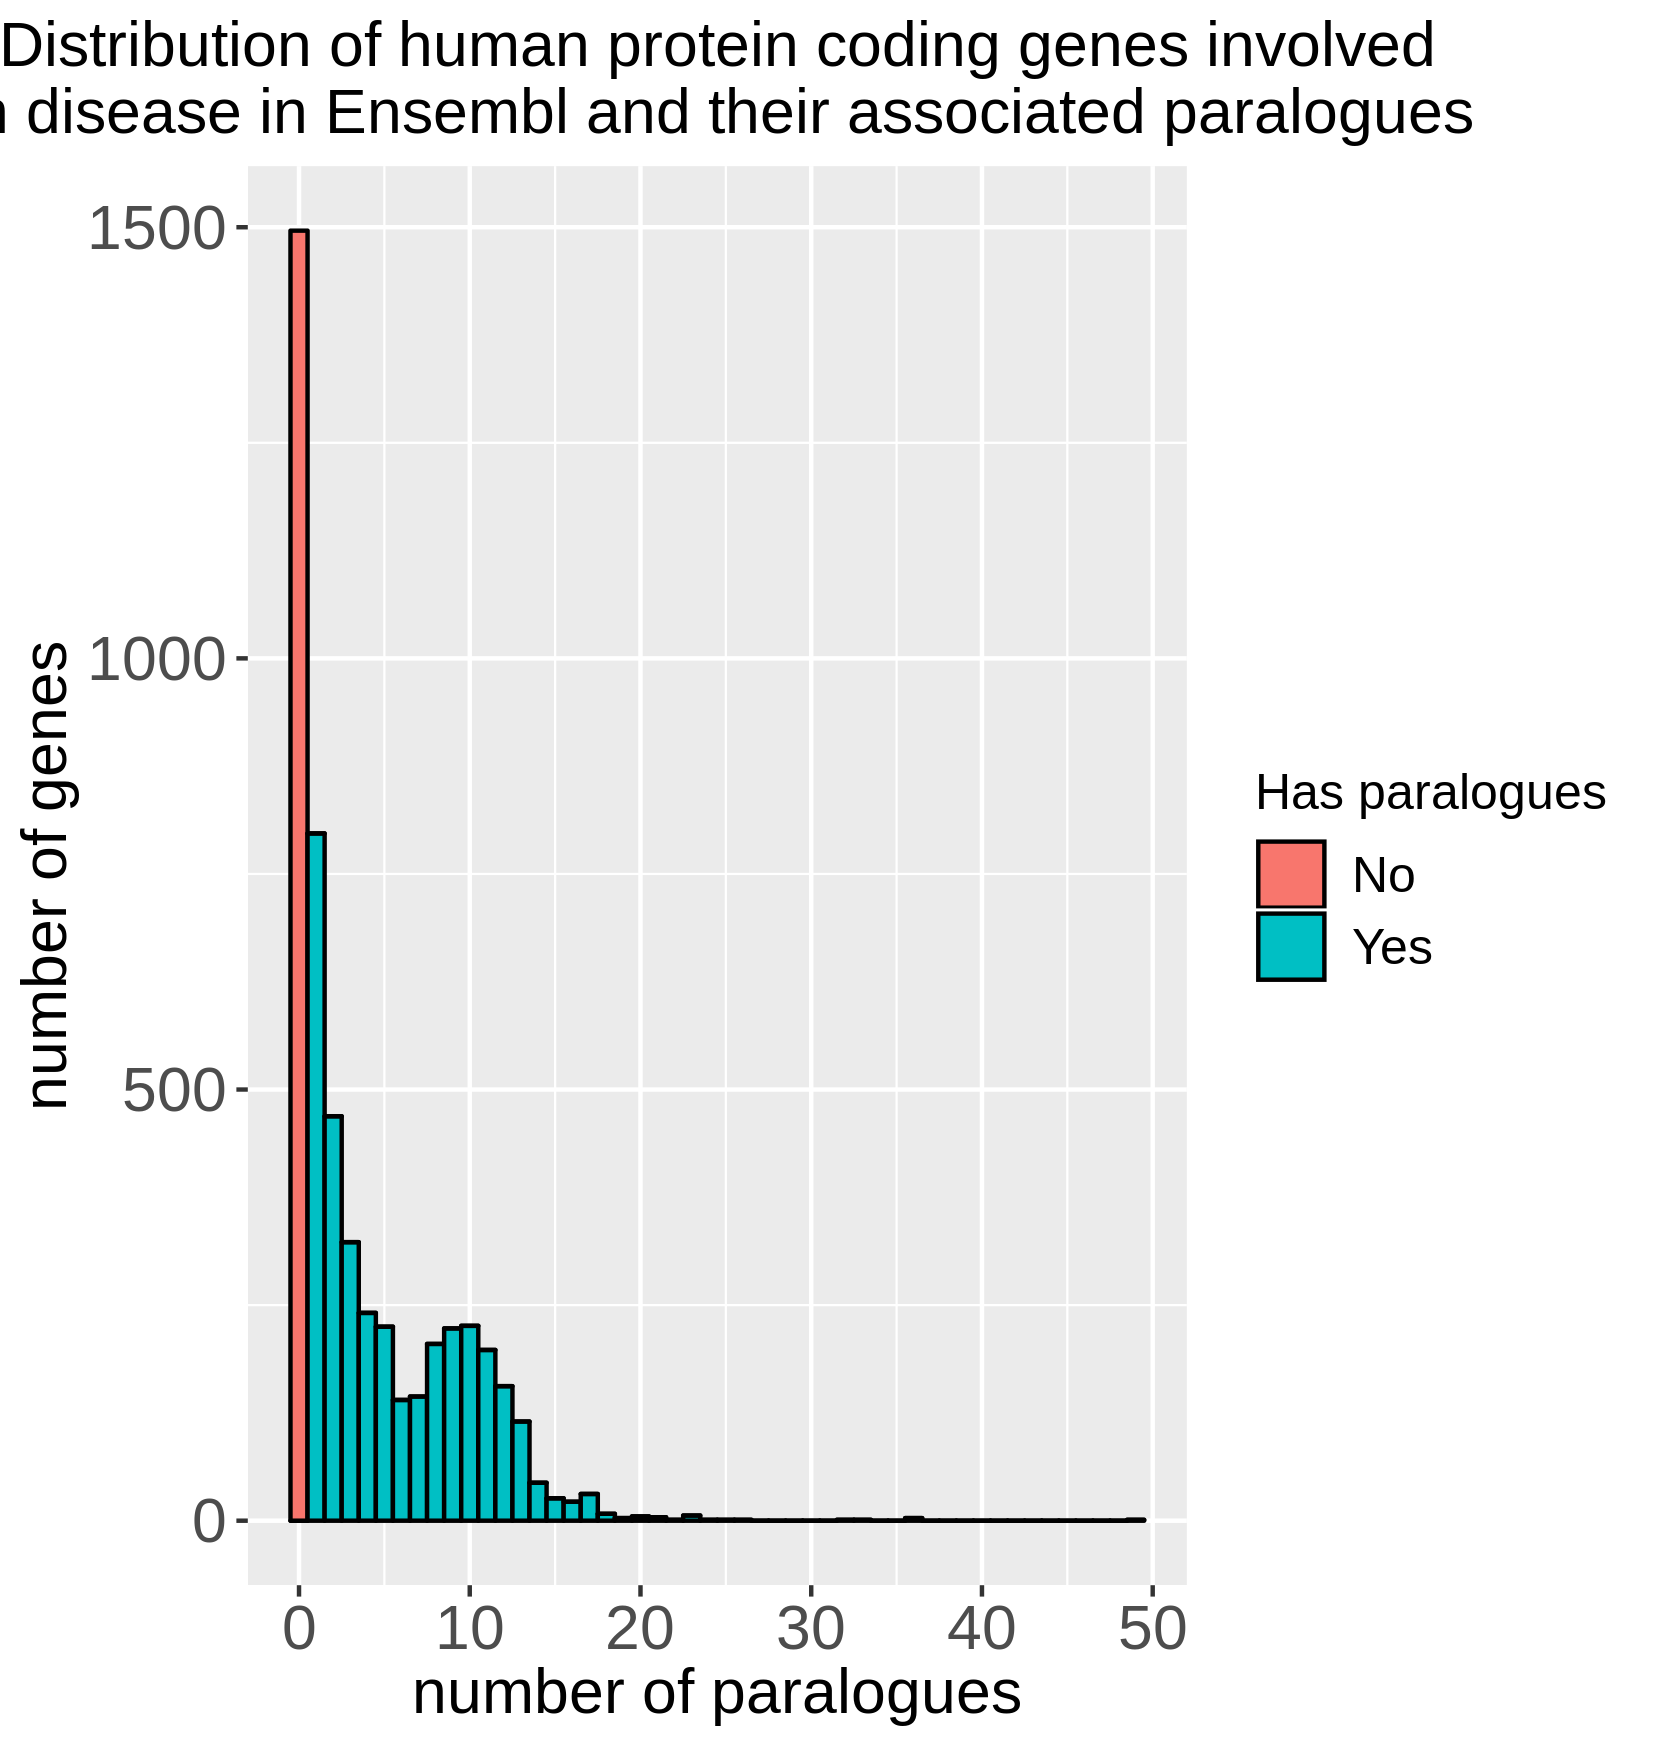 Distribution of human protein coding genes involved
disease in Ensembl and their associated paralogues
1500
1000
500
0
number of genes
0 10 20 30 40 50
number of paralogues
Has paralogues
No
Yes